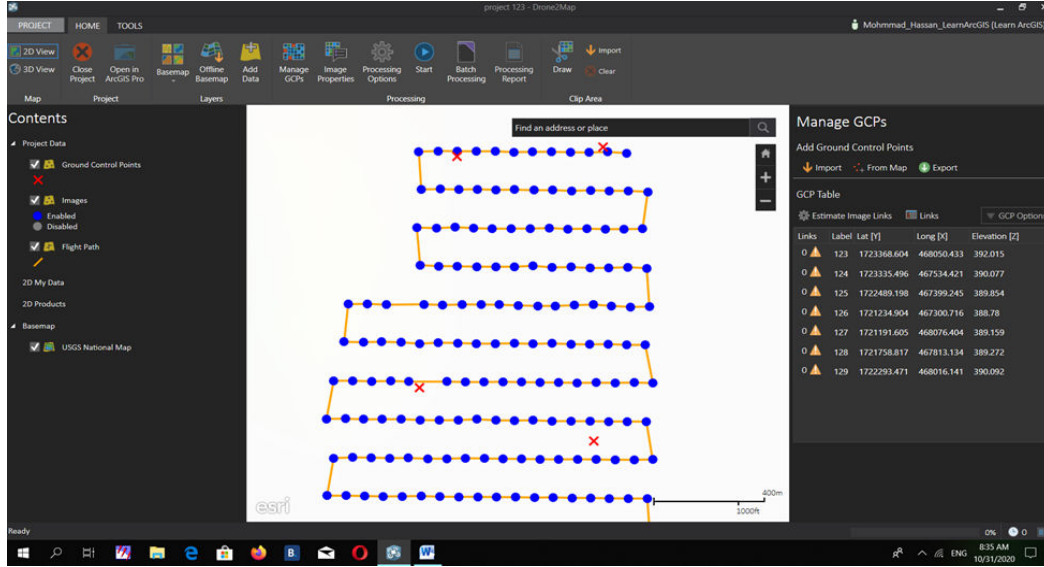 project 123 - Drone2Map
PROJECT HOME TOOLS
Mohmmad_Hassan_LearnArcGIS (Learn ArcGIS)
2D View
3D View
Close Project
Open in ArcGIS Pro
Basemap
Offline Basemap
Add Data
Manage GCPs
Image Properties
Processing Options
Start
Batch Processing
Processing Report
Draw
Import
Clear
Map Project Layers Processing Clip Area
Contents
Project Data
Ground Control Points
Images
Enabled
Disabled
Flight Path
2D My Data
2D Products
Basemap
USGS National Map
Find an address or place
esri
400m
1000ft
Manage GCPs
Add Ground Control Points
Import From Map Export
GCP Table
Estimate Image Links Links GCP Option
Links Label Lat [Y] Long [X] Elevation [Z]
0 123 1723368.604 468050.433 392.015
0 124 1723335.496 467534.421 390.077
0 125 1722489.198 467399.245 389.854
0 126 1721234.904 467300.716 388.78
0 127 1721191.605 468076.404 389.159
0 128 1721758.817 467813.134 389.272
0 129 1722293.471 468016.141 390.092
Ready
0% 0
B.
ENG
8:35 AM
10/31/2020